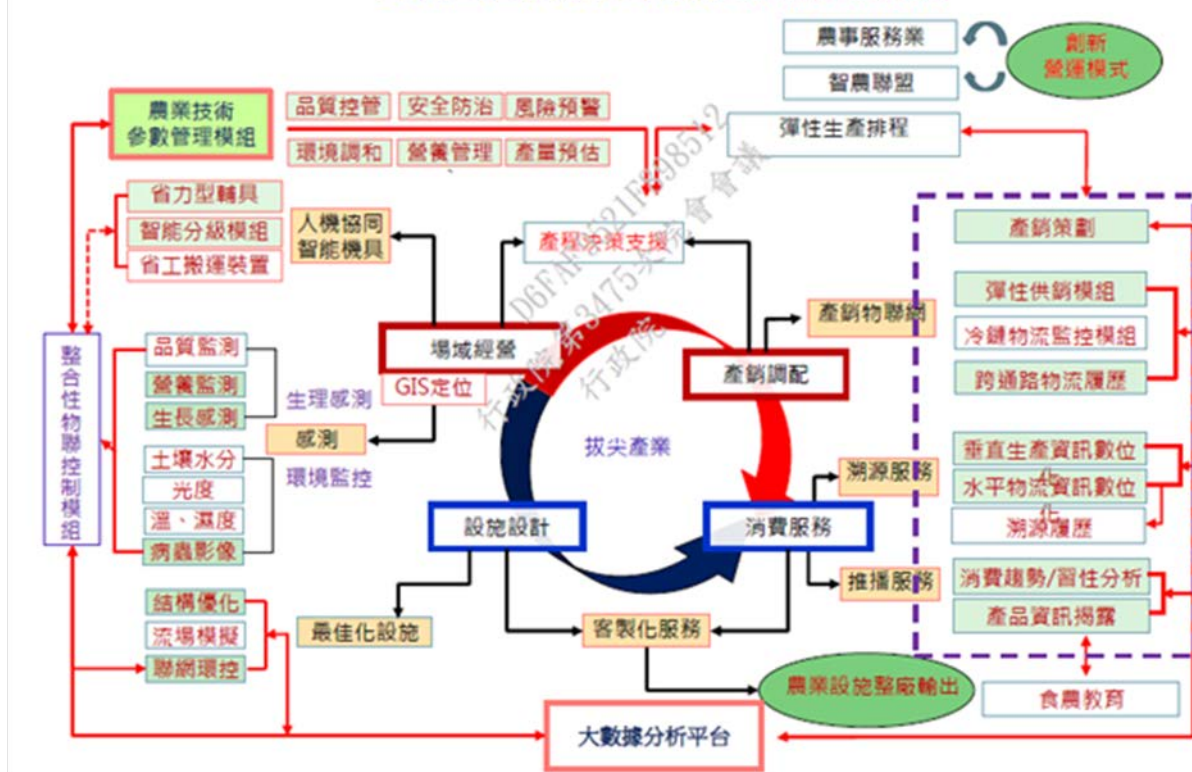 農事服務業
創新
營運模式
智農聯盟
農業技術
參數管理模組
品質控管
安全防治
風險預警
環境調和
營養管理
產量預估
彈性生產排程
省力型輔具
智能分級模組
省工搬運裝置
人機協同
智能機具
產程決策支援
產銷策劃
彈性供銷模組
冷鏈物流監控模組
跨通路物流履歷
產銷物聯網
場域經營
產銷調配
GIS定位
整合性物聯控制模組
品質監測
營養監測
生長感測
生理感測
感測
環境監控
土壤水分
光度
溫、濕度
病蟲影像
拔尖產業
垂直生產資訊數位化
水平物流資訊數位化
溯源履歷
溯源服務
設施設計
消費服務
推播服務
消費趨勢/習性分析
產品資訊揭露
結構優化
流場模擬
聯網環控
最佳化設施
客製化服務
農業設施整廠輸出
食農教育
大數據分析平台
行政院第3475次院會會議
行政院